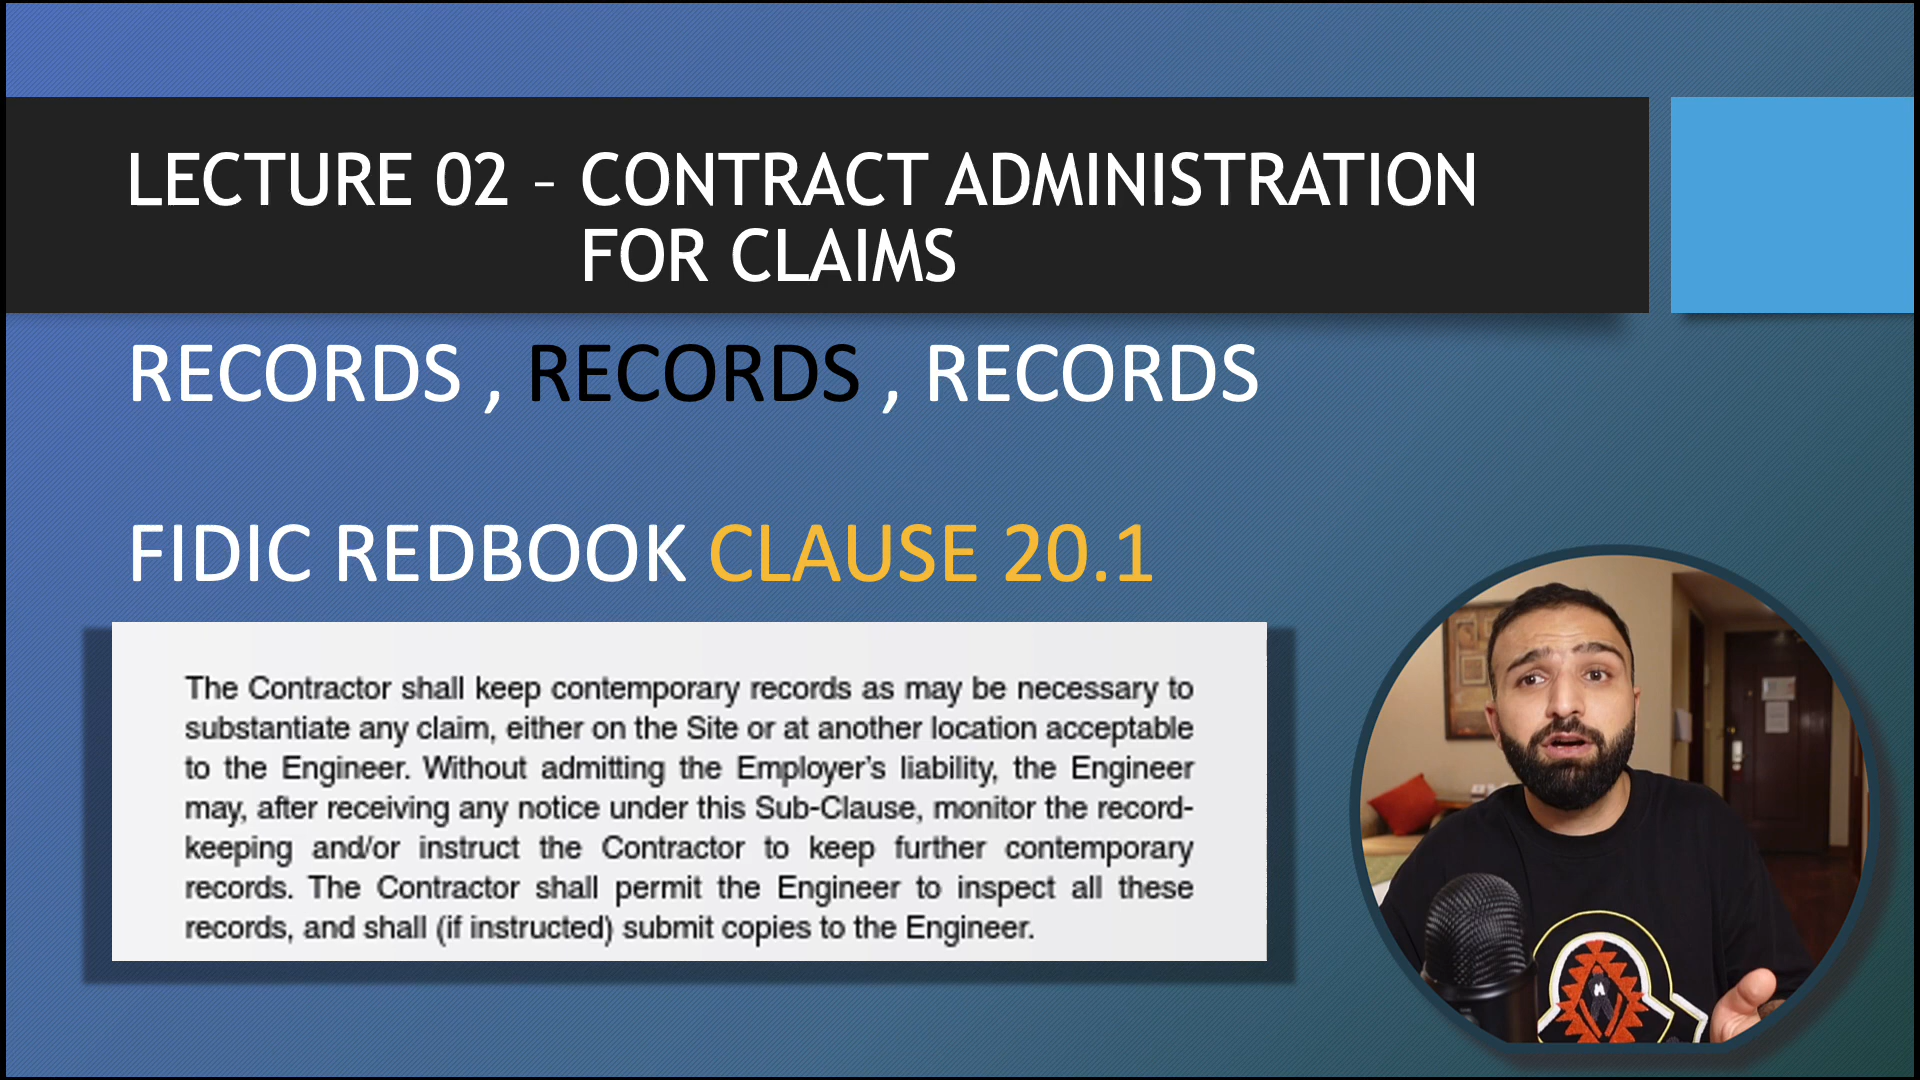 LECTURE 02 – CONTRACT ADMINISTRATION
FOR CLAIMS
RECORDS , RECORDS , RECORDS
FIDIC REDBOOK CLAUSE 20.1
The Contractor shall keep contemporary records as may be necessary to
substantiate any claim, either on the Site or at another location acceptable
to the Engineer. Without admitting the Employer's liability, the Engineer
may, after receiving any notice under this Sub-Clause, monitor the record-
keeping and/or instruct the Contractor to keep further contemporary
records. The Contractor shall permit the Engineer to inspect all these
records, and shall (if instructed) submit copies to the Engineer.
M